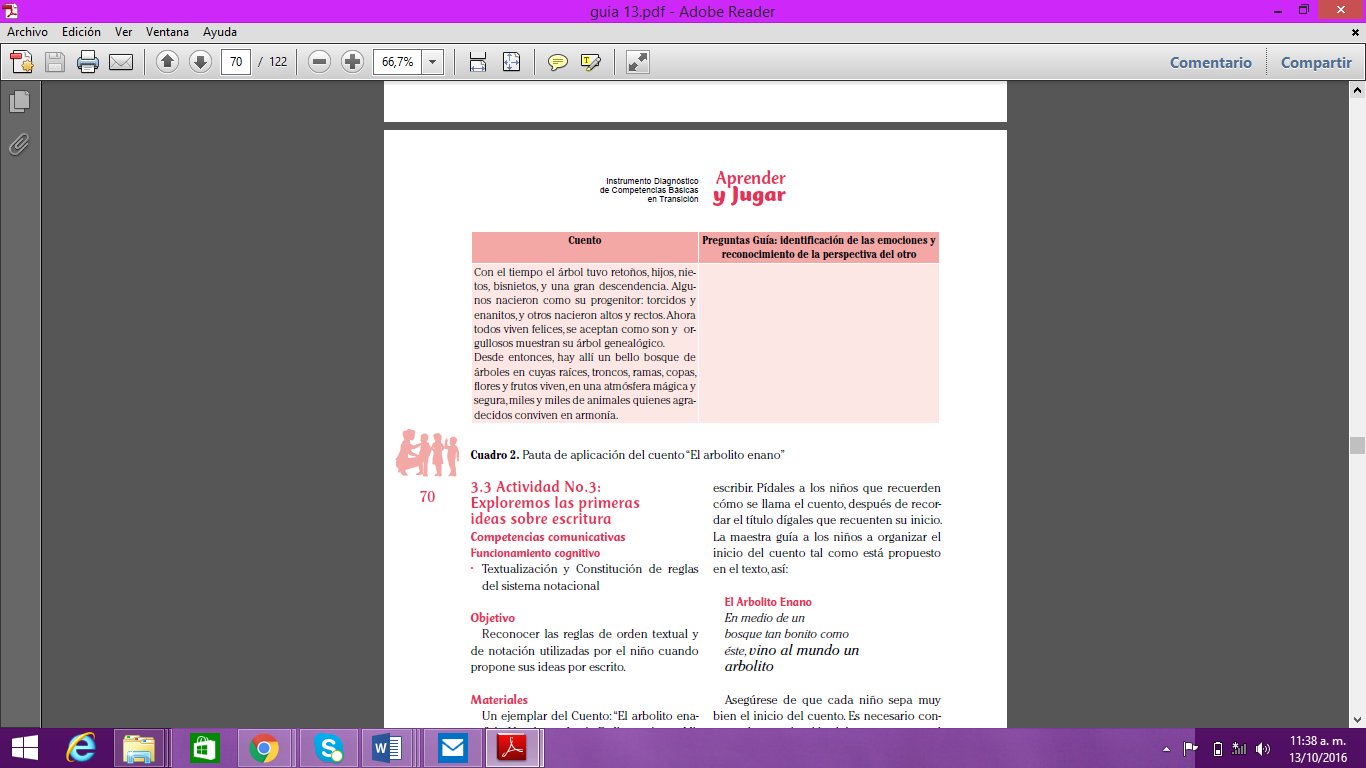 guia 13.pdf - Adobe Reader
Archivo Edición Ver Ventana Ayuda
70 / 122 66,7% Comentario Compartir
Instrumento Diagnóstico
de Competencias Básicas
en Transición
Aprender
y Jugar
Cuento
Preguntas Guía: identificación de las emociones y
reconocimiento de la perspectiva del otro
Con el tiempo el árbol tuvo retoños, hijos, nie-
tos, bisnietos, y una gran descendencia. Algu-
nos nacieron como su progenitor: torcidos y
enanitos, y otros nacieron altos y rectos. Ahora
todos viven felices, se aceptan como son y or-
gullosos muestran su árbol genealógico.
Desde entonces, hay allí un bello bosque de
árboles en cuyas raíces, troncos, ramas, copas,
flores y frutos viven, en una atmósfera mágica y
segura, miles y miles de animales quienes agra-
decidos conviven en armonía.
Cuadro 2. Pauta de aplicación del cuento “El arbolito enano”
70
3.3 Actividad No.3:
Exploremos las primeras
ideas sobre escritura
Competencias comunicativas
Funcionamiento cognitivo
• Textualización y Constitución de reglas
del sistema notacional
Objetivo
Reconocer las reglas de orden textual y
de notación utilizadas por el niño cuando
propone sus ideas por escrito.
Materiales
Un ejemplar del Cuento: “El arbolito ena-
escribir. Pídales a los niños que recuerden
cómo se llama el cuento, después de recor-
dar el título dígales que recuenten su inicio.
La maestra guía a los niños a organizar el
inicio del cuento tal como está propuesto
en el texto, así:
El Arbolito Enano
En medio de un
bosque tan bonito como
éste, vino al mundo un
arbolito
Asegúrese de que cada niño sepa muy
bien el inicio del cuento. Es necesario con-
11:38 a. m.
13/10/2016